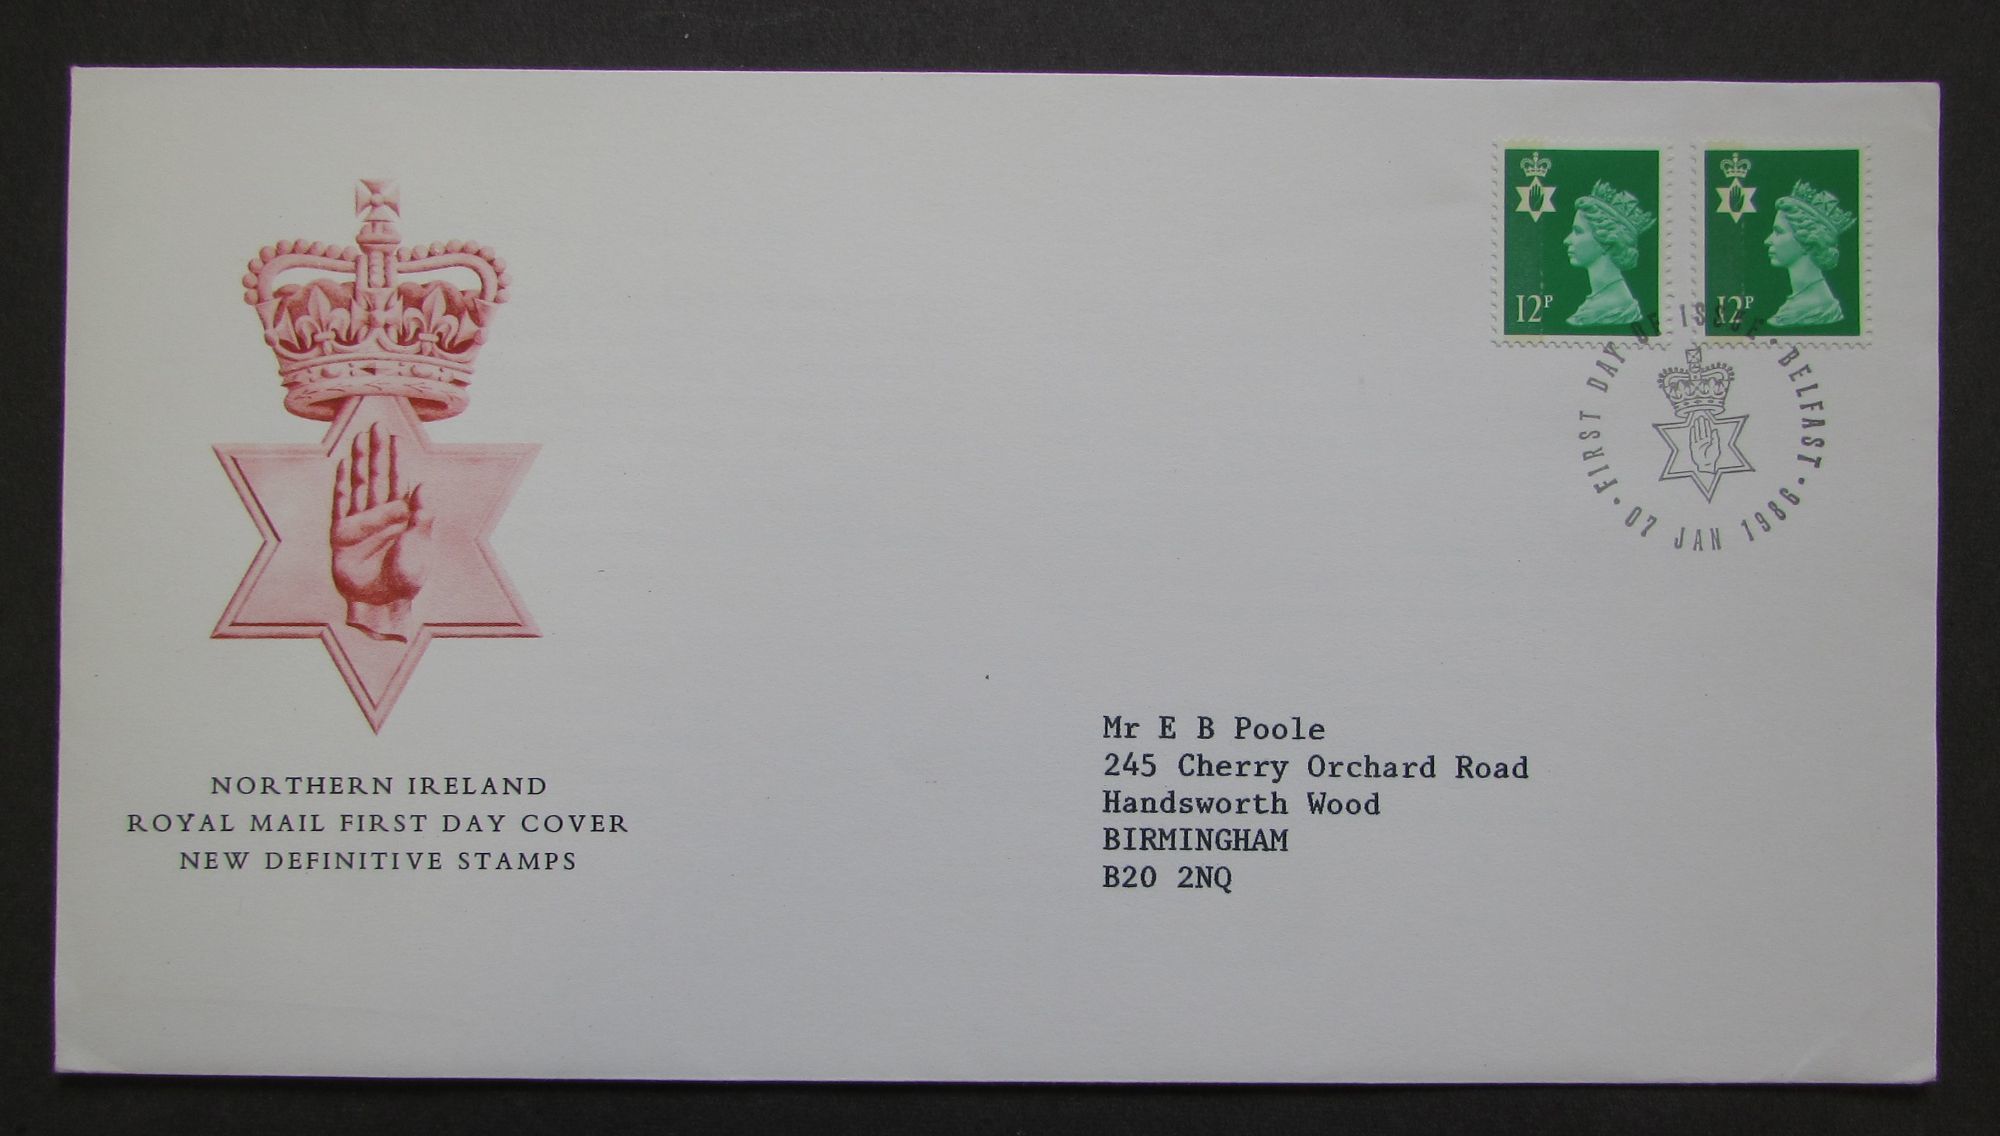 12P
12P
FIRST DAY OF ISSUE · BELFAST ·
07 JAN 1986 ·
Mr E B Poole
245 Cherry Orchard Road
Handsworth Wood
BIRMINGHAM
B20 2NQ
NORTHERN IRELAND
ROYAL MAIL FIRST DAY COVER
NEW DEFINITIVE STAMPS